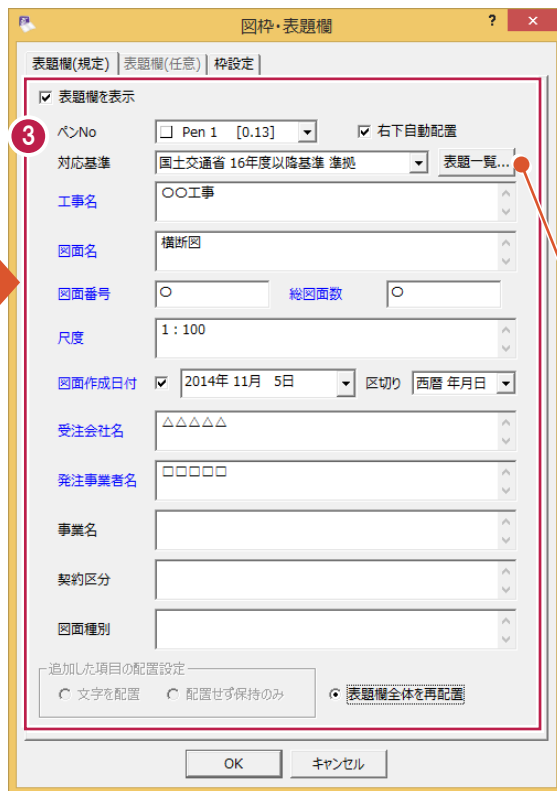 図枠・表題欄
? ×
表題欄(規定) 表題欄(任意) 枠設定
表題欄を表示
3
ペンNo Pen 1 [0.13] 右下自動配置
対応基準 国土交通省 16年度以降基準 準拠 表題一覧...
工事名 〇〇工事
図面名 横断図
図面番号 〇 総図面数 〇
尺度 1：100
図面作成日付 2014年 11月 5日 区切り 西暦 年月日
受注会社名 △△△△△
発注事業者名 □□□□□
事業名
契約区分
図面種別
追加した項目の配置設定
文字を配置 配置せず保持のみ 表題欄全体を再配置
OK キャンセル